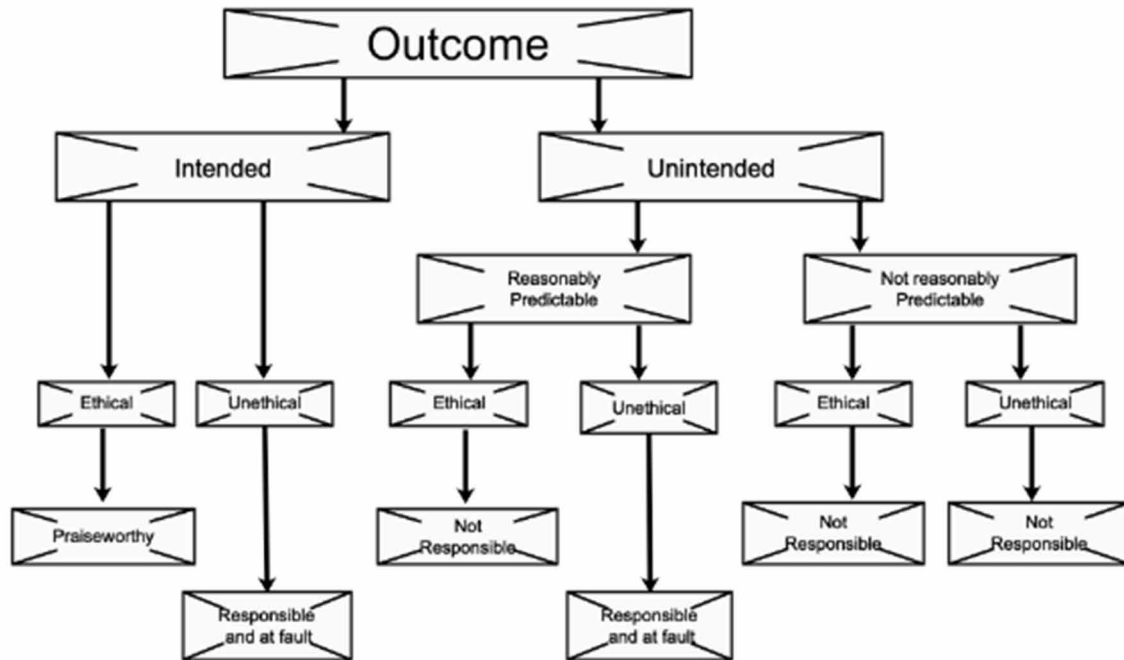 Outcome
Intended
Unintended
Reasonably
Predictable
Not reasonably
Predictable
Ethical
Unethical
Ethical
Unethical
Ethical
Unethical
Praiseworthy
Not
Responsible
Not
Responsible
Not
Responsible
Responsible
and at fault
Responsible
and at fault